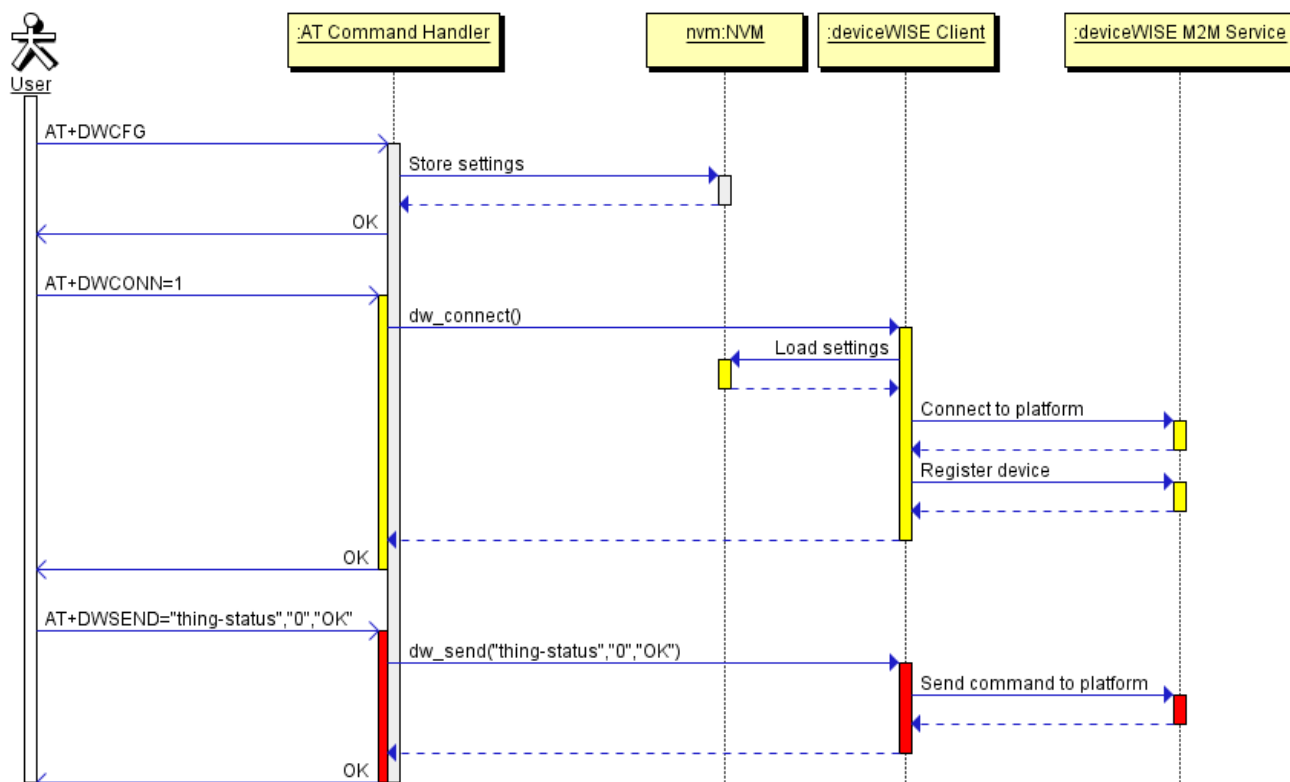 :AT Command Handler
nvm:NVM
:deviceWISE Client
:deviceWISE M2M Service
User
AT+DWCFG
Store settings
OK
AT+DWCONN=1
dw_connect()
Load settings
Connect to platform
Register device
OK
AT+DWSEND="thing-status","0","OK"
dw_send("thing-status","0","OK")
Send command to platform
OK